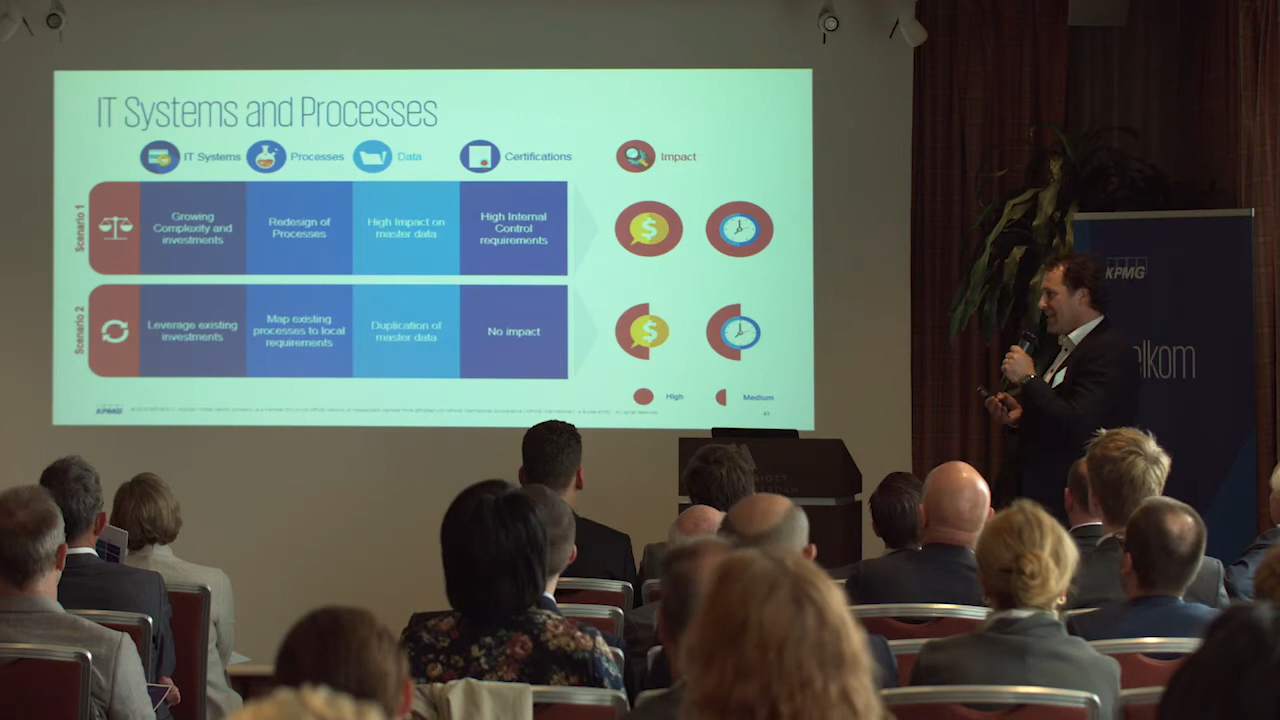 IT Systems and Processes
IT Systems
Processes
Data
Certifications
Impact
Scenario 1
Growing
Complexity and
investments
Redesign of
Processes
High Impact on
master data
High Internal
Control
requirements
$
Scenario 2
Leverage existing
investments
Map existing
processes to local
requirements
Duplication of
master data
No impact
$
High
Medium
KPMG
KPMG
elkom